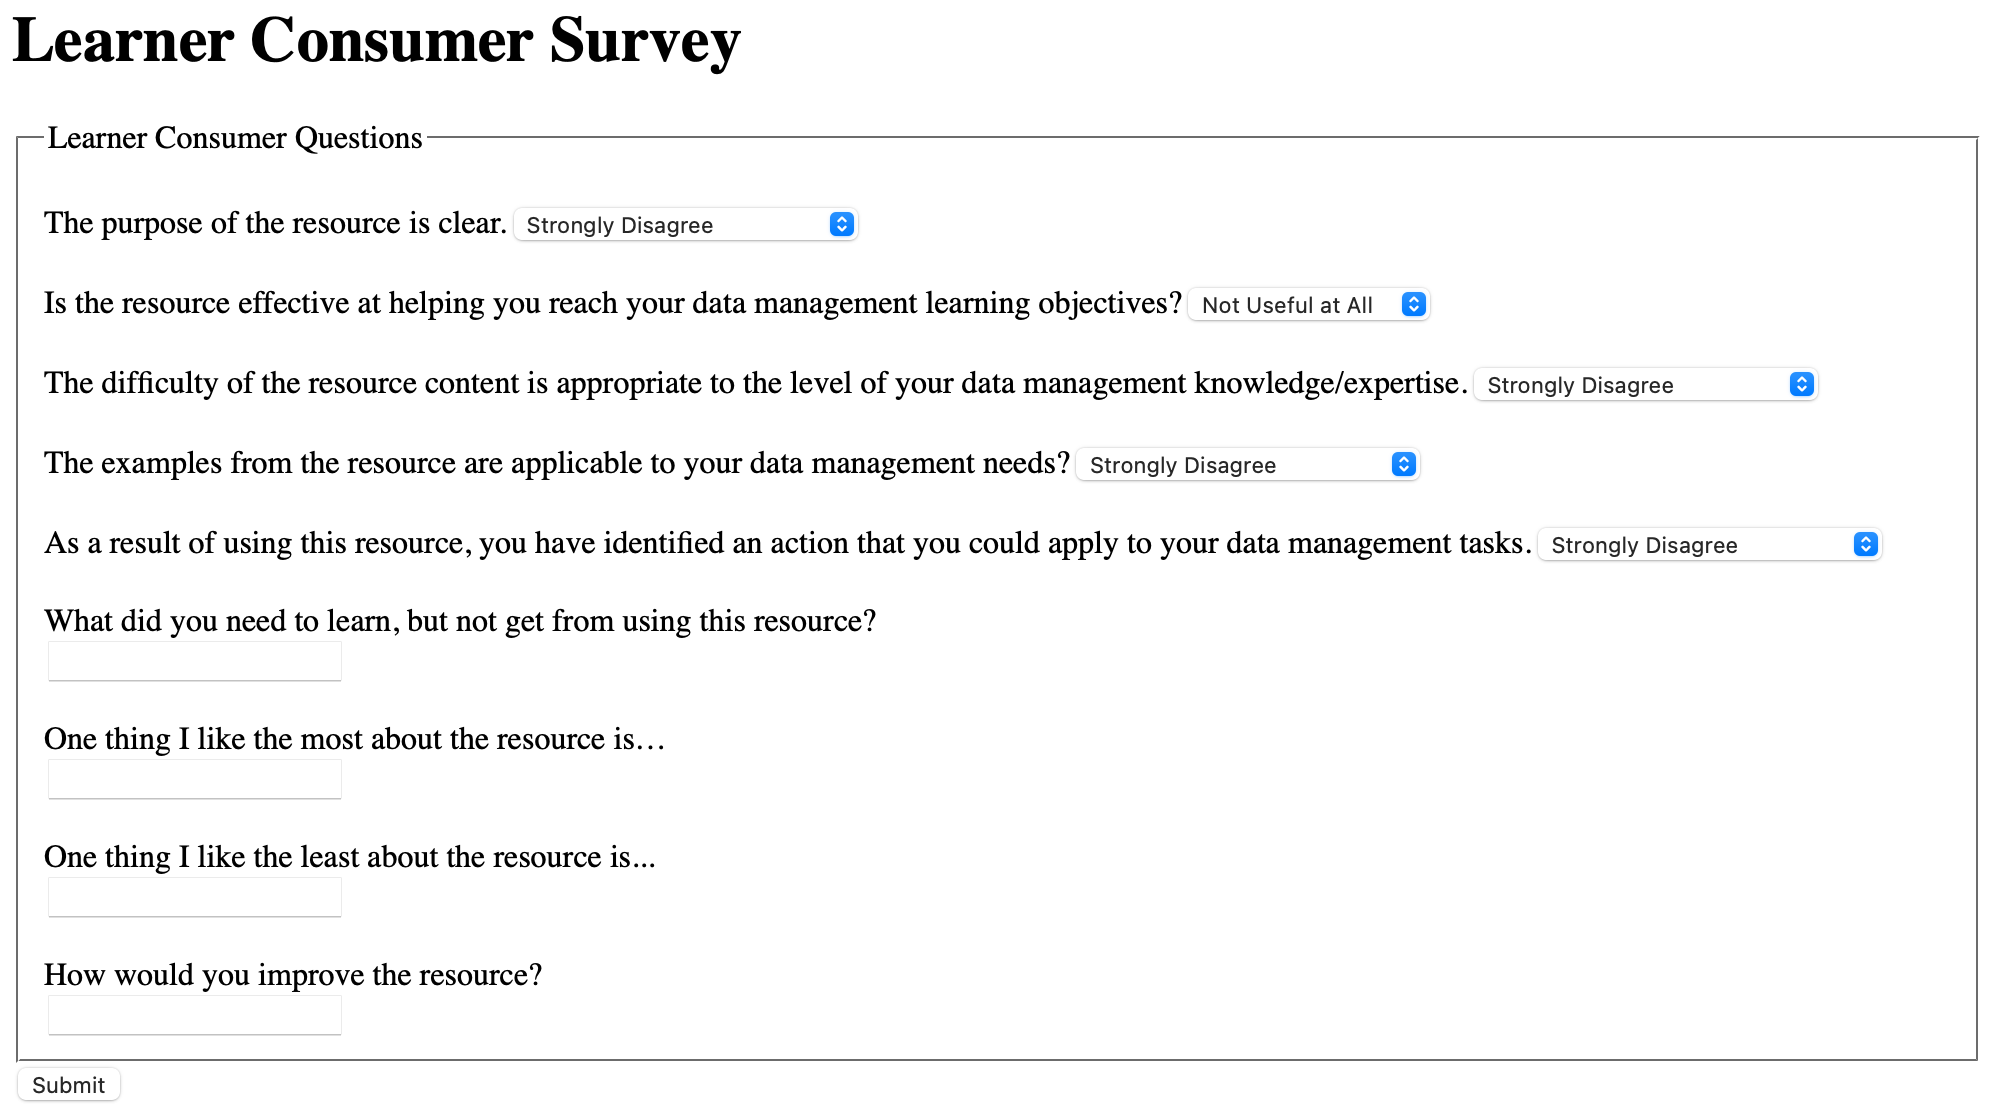 Learner Consumer Survey
Learner Consumer Questions
The purpose of the resource is clear. Strongly Disagree
Is the resource effective at helping you reach your data management learning objectives? Not Useful at All
The difficulty of the resource content is appropriate to the level of your data management knowledge/expertise. Strongly Disagree
The examples from the resource are applicable to your data management needs? Strongly Disagree
As a result of using this resource, you have identified an action that you could apply to your data management tasks. Strongly Disagree
What did you need to learn, but not get from using this resource?
One thing I like the most about the resource is…
One thing I like the least about the resource is...
How would you improve the resource?
Submit